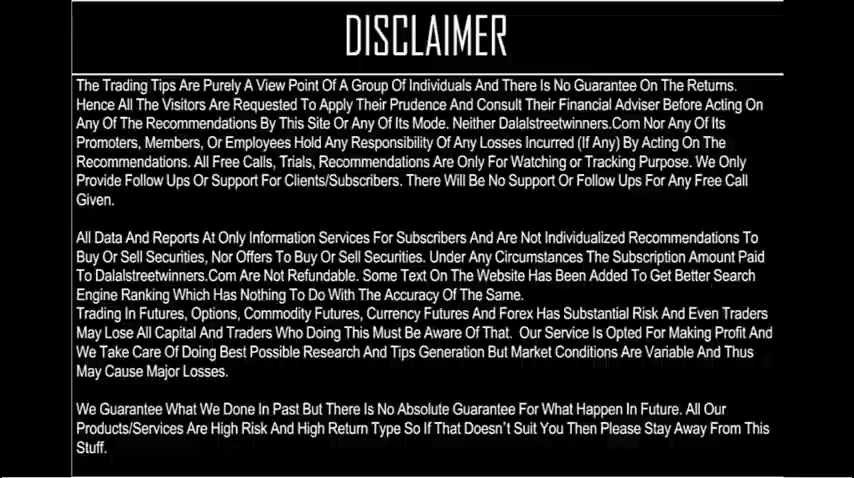 DISCLAIMER
The Trading Tips Are Purely A View Point Of A Group Of Individuals And There Is No Guarantee On The Returns.
Hence All The Visitors Are Requested To Apply Their Prudence And Consult Their Financial Adviser Before Acting On
Any Of The Recommendations By This Site Or Any Of Its Mode. Neither Dalalstreetwinners.Com Nor Any Of Its
Promoters, Members, Or Employees Hold Any Responsibility Of Any Losses Incurred (If Any) By Acting On The
Recommendations. All Free Calls, Trials, Recommendations Are Only For Watching or Tracking Purpose. We Only
Provide Follow Ups Or Support For Clients/Subscribers. There Will Be No Support Or Follow Ups For Any Free Call
Given.
All Data And Reports At Only Information Services For Subscribers And Are Not Individualized Recommendations To
Buy Or Sell Securities, Nor Offers To Buy Or Sell Securities. Under Any Circumstances The Subscription Amount Paid
To Dalalstreetwinners.Com Are Not Refundable. Some Text On The Website Has Been Added To Get Better Search
Engine Ranking Which Has Nothing To Do With The Accuracy Of The Same.
Trading In Futures, Options, Commodity Futures, Currency Futures And Forex Has Substantial Risk And Even Traders
May Lose All Capital And Traders Who Doing This Must Be Aware Of That. Our Service Is Opted For Making Profit And
We Take Care Of Doing Best Possible Research And Tips Generation But Market Conditions Are Variable And Thus
May Cause Major Losses.
We Guarantee What We Done In Past But There Is No Absolute Guarantee For What Happen In Future. All Our
Products/Services Are High Risk And High Return Type So If That Doesn't Suit You Then Please Stay Away From This
Stuff.